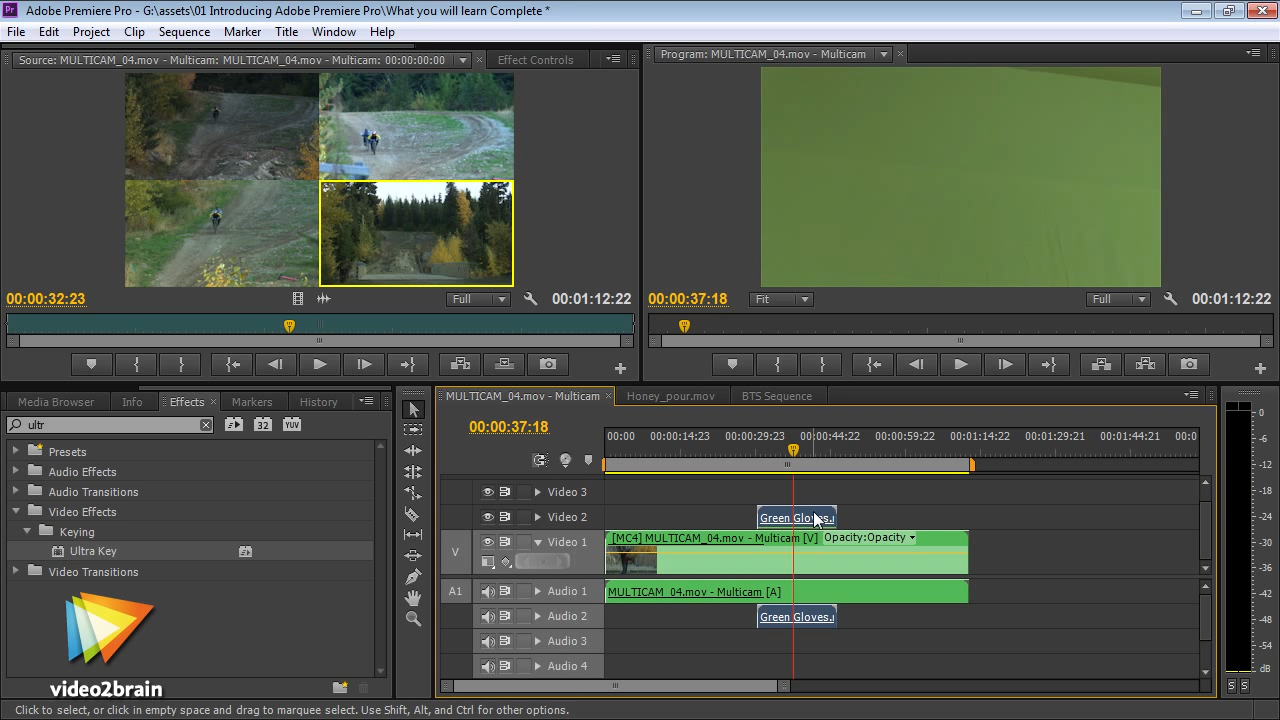 Pr Adobe Premiere Pro - G:\assets\01 Introducing Adobe Premiere Pro\What you will learn Complete *
File Edit Project Clip Sequence Marker Title Window Help
Source: MULTICAM_04.mov - Multicam: MULTICAM_04.mov - Multicam: 00:00:00:00 Effect Controls
Program: MULTICAM_04.mov - Multicam
00:00:32:23 Full 00:01:12:22
00:00:37:18 Fit Full 00:01:12:22
Media Browser Info Effects Markers History
ultr 32 YUV
Presets
Audio Effects
Audio Transitions
Video Effects
Keying
Ultra Key
Video Transitions
video2brain
MULTICAM_04.mov - Multicam Honey_pour.mov BTS Sequence
00:00:37:18
00:00 00:00:14:23 00:00:29:23 00:00:44:22 00:00:59:22 00:01:14:22 00:01:29:21 00:01:44:21 00:0
Video 3
Video 2 Green Gloves.
V Video 1 [MC4] MULTICAM_04.mov - Multicam [V] Opacity:Opacity
A1 Audio 1 MULTICAM_04.mov - Multicam [A]
Audio 2 Green Gloves.
Audio 3
Audio 4
0
-6
-12
-18
-24
-30
-36
-42
-48
-54
dB
S S
Click to select, or click in empty space and drag to marquee select. Use Shift, Alt, and Ctrl for other options.